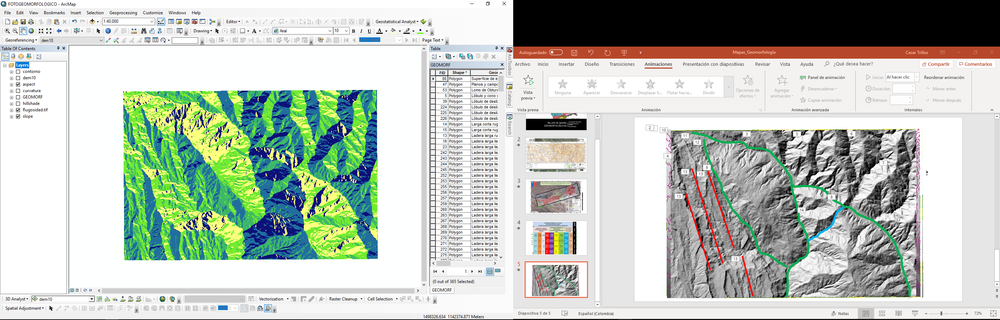 FOTOGEOMORFOLOGICO - ArcMap
File Edit View Bookmarks Insert Selection Geoprocessing Customize Windows Help
1:40,000 Editor Geostatistical Analyst
Drawing Arial 10 B I U A
Georeferencing dem10 Page Text
Table Of Contents
Layers
contorno
dem10
aspect
curvatura
GEOMORF
hillshade
Rugosidad.tif
slope
Table
GEOMORF
FID Shape * Geor
80 Polygon Superficie de e
47 Polygon Planos y campo
53 Polygon Lomo de Obtura
5 Polygon Lóbulo y cono d
39 Polygon Lóbulo de desli
224 Polygon Lóbulo de desli
225 Polygon Lóbulo de desli
226 Polygon Lóbulo de desli
14 Polygon Larga corta rug
15 Polygon Larga corta rug
13 Polygon Ladera larga ru
16 Polygon Ladera larga lis
23 Polygon Ladera larga lis
242 Polygon Ladera larga lis
243 Polygon Ladera larga lis
244 Polygon Ladera larga lis
245 Polygon Ladera larga lis
252 Polygon Ladera larga lis
253 Polygon Ladera larga lis
255 Polygon Ladera larga lis
256 Polygon Ladera larga lis
257 Polygon Ladera larga lis
259 Polygon Ladera larga lis
260 Polygon Ladera larga lis
263 Polygon Ladera larga lis
267 Polygon Ladera larga lis
268 Polygon Ladera larga lis
269 Polygon Ladera larga lis
270 Polygon Ladera larga lis
271 Polygon Ladera larga lis
272 Polygon Ladera larga lis
275 Polygon Ladera larga lis
1
(0 out of 365 Selected)
GEOMORF
ArcToolbox
Catalog
Search
3D Analyst dem10 Vectorization Raster Cleanup Cell Selection
Spatial Adjustment
1498326.634 1142374.871 Meters
Autoguardado Mapas_Geomorfología Cesar Trillos
Archivo Inicio Insertar Diseño Transiciones Animaciones Presentación con diapositivas Revisar Vista Ayuda ¿Qué desea hacer? Compartir Comentarios
Vista previa
Ninguna Aparecer Desvanecer Desplazar h... Flotar hacia... Dividir
Opciones de efectos
Agregar animación
Panel de animación
Desencadenar
Copiar animación
Inicio: Al hacer clic
Duración:
Retraso:
Reordenar animación
Mover antes
Mover después
Vista previa Animación Animación avanzada Intervalos
TALLER DE MAPAS
GEOMORFOLÓGICOS
2
3
4
5
2 10 11 3 5 6
12
4
7
13 13 9
e
13
8
14
13
Diapositiva 5 de 5 Español (Colombia) Notas 72%